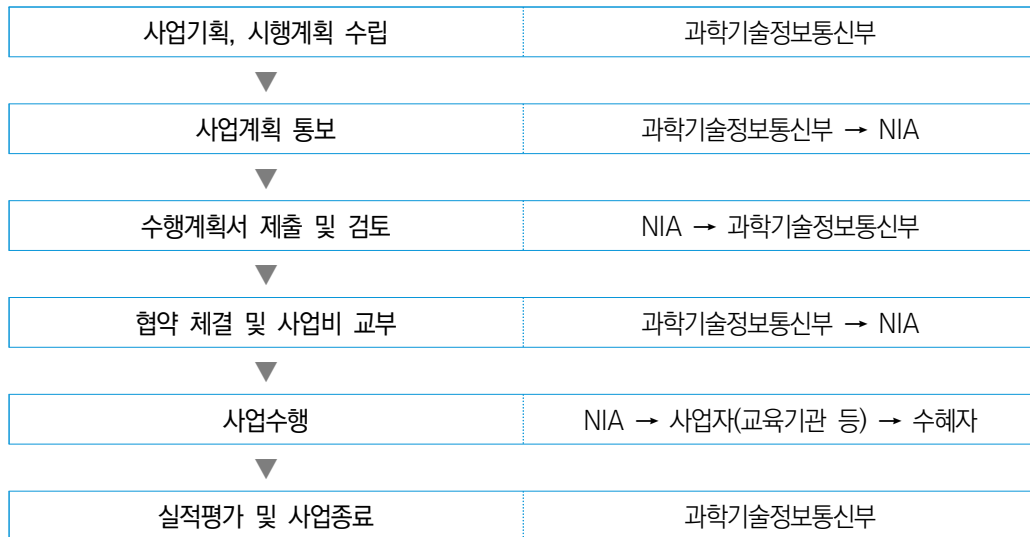 사업기획, 시행계획 수립 과학기술정보통신부
▼
사업계획 통보 과학기술정보통신부 → NIA
▼
수행계획서 제출 및 검토 NIA → 과학기술정보통신부
▼
협약 체결 및 사업비 교부 과학기술정보통신부 → NIA
▼
사업수행 NIA → 사업자(교육기관 등) → 수혜자
▼
실적평가 및 사업종료 과학기술정보통신부